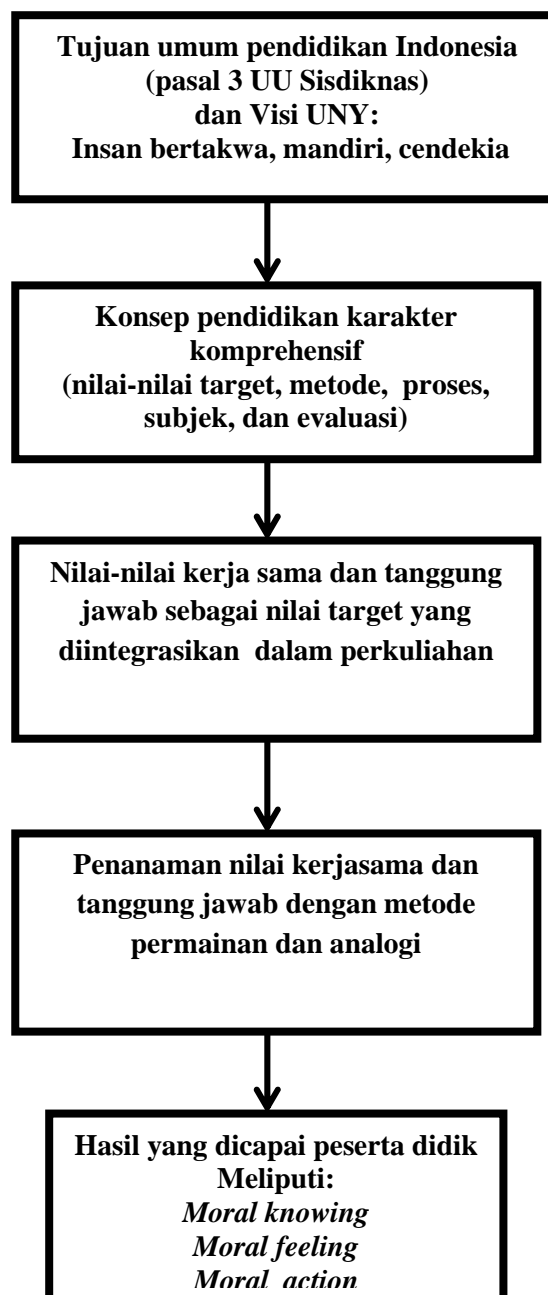 Tujuan umum pendidikan Indonesia
(pasal 3 UU Sisdiknas)
dan Visi UNY:
Insan bertakwa, mandiri, cendekia
Konsep pendidikan karakter
komprehensif
(nilai-nilai target, metode, proses,
subjek, dan evaluasi)
Nilai-nilai kerja sama dan tanggung
jawab sebagai nilai target yang
diintegrasikan dalam perkuliahan
Penanaman nilai kerjasama dan
tanggung jawab dengan metode
permainan dan analogi
Hasil yang dicapai peserta didik
Meliputi:
Moral knowing
Moral feeling
Moral action